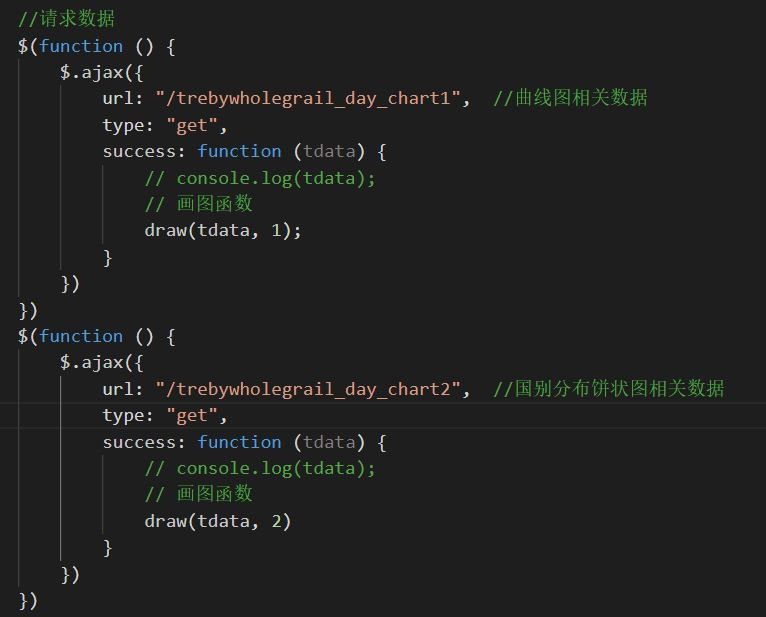 //请求数据
$(function () {
    $.ajax({
        url: "/trebywholegrail_day_chart1",  //曲线图相关数据
        type: "get",
        success: function (tdata) {
            // console.log(tdata);
            // 画图函数
            draw(tdata, 1);
        }
    })
})
$(function () {
    $.ajax({
        url: "/trebywholegrail_day_chart2",  //国别分布饼状图相关数据
        type: "get",
        success: function (tdata) {
            // console.log(tdata);
            // 画图函数
            draw(tdata, 2)
        }
    })
})